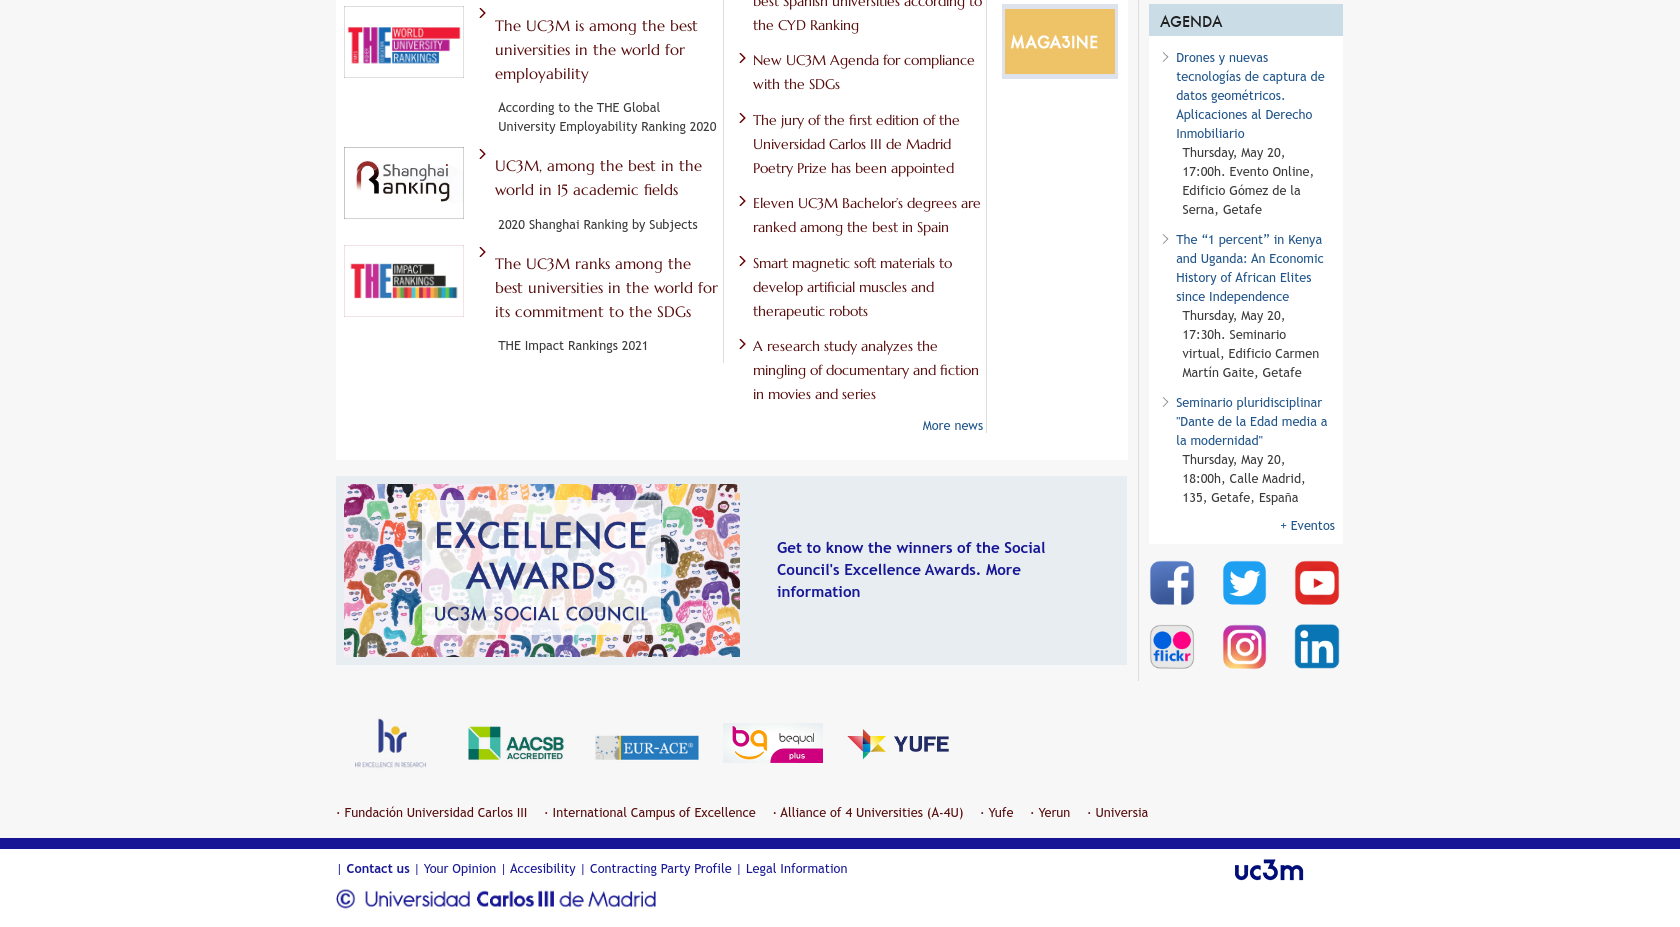 THE
WORLD
UNIVERSITY
RANKINGS
The UC3M is among the best
universities in the world for
employability
According to the THE Global
University Employability Ranking 2020
Shanghai
Ranking
UC3M, among the best in the
world in 15 academic fields
2020 Shanghai Ranking by Subjects
THE
IMPACT
RANKINGS
The UC3M ranks among the
best universities in the world for
its commitment to the SDGs
THE Impact Rankings 2021
best Spanish universities according to
the CYD Ranking
New UC3M Agenda for compliance
with the SDGs
The jury of the first edition of the
Universidad Carlos III de Madrid
Poetry Prize has been appointed
Eleven UC3M Bachelor's degrees are
ranked among the best in Spain
Smart magnetic soft materials to
develop artificial muscles and
therapeutic robots
A research study analyzes the
mingling of documentary and fiction
in movies and series
More news
MAGA3INE
AGENDA
Drones y nuevas
tecnologías de captura de
datos geométricos.
Aplicaciones al Derecho
Inmobiliario
Thursday, May 20,
17:00h. Evento Online,
Edificio Gómez de la
Serna, Getafe
The “1 percent” in Kenya
and Uganda: An Economic
History of African Elites
since Independence
Thursday, May 20,
17:30h. Seminario
virtual, Edificio Carmen
Martín Gaite, Getafe
Seminario pluridisciplinar
"Dante de la Edad media a
la modernidad"
Thursday, May 20,
18:00h, Calle Madrid,
135, Getafe, España
+ Eventos
flickr
in
EXCELLENCE
AWARDS
UC3M SOCIAL COUNCIL
Get to know the winners of the Social
Council's Excellence Awards. More
information
hr
HR EXCELLENCE IN RESEARCH
AACSB
ACCREDITED
EUR-ACE®
bq bequal
plus
YUFE
· Fundación Universidad Carlos III · International Campus of Excellence · Alliance of 4 Universities (A-4U) · Yufe · Yerun · Universia
| Contact us | Your Opinion | Accesibility | Contracting Party Profile | Legal Information
uc3m
© Universidad Carlos III de Madrid